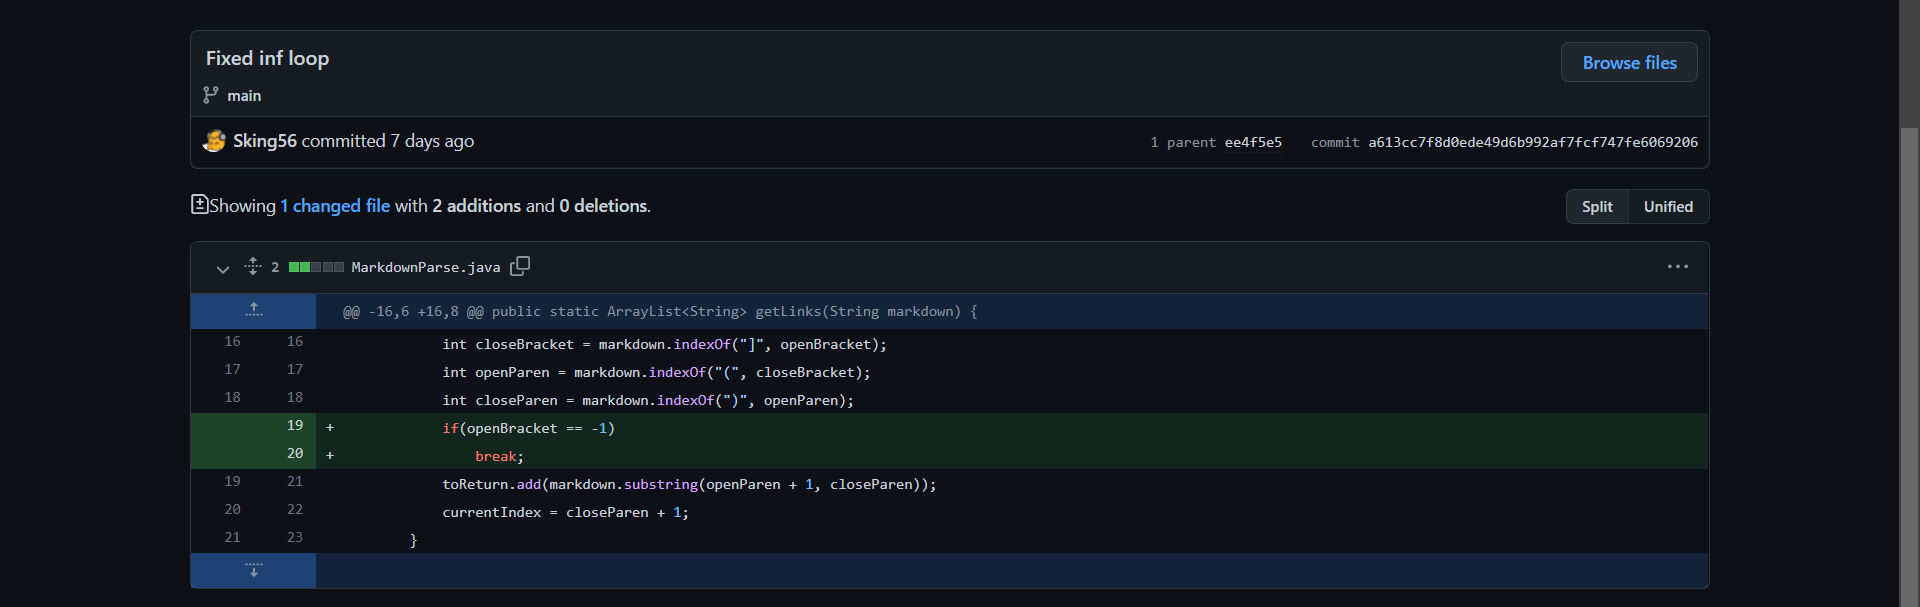 Fixed inf loop
Browse files
main
Sking56 committed 7 days ago
1 parent ee4f5e5 commit a613cc7f8d0ede49d6b992af7fcf747fe6069206
Showing 1 changed file with 2 additions and 0 deletions.
Split Unified
2 MarkdownParse.java
@@ -16,6 +16,8 @@ public static ArrayList<String> getLinks(String markdown) {
16 16 int closeBracket = markdown.indexOf("]", openBracket);
17 17 int openParen = markdown.indexOf("(", closeBracket);
18 18 int closeParen = markdown.indexOf(")", openParen);
19 + if(openBracket == -1)
20 + break;
19 21 toReturn.add(markdown.substring(openParen + 1, closeParen));
20 22 currentIndex = closeParen + 1;
21 23 }